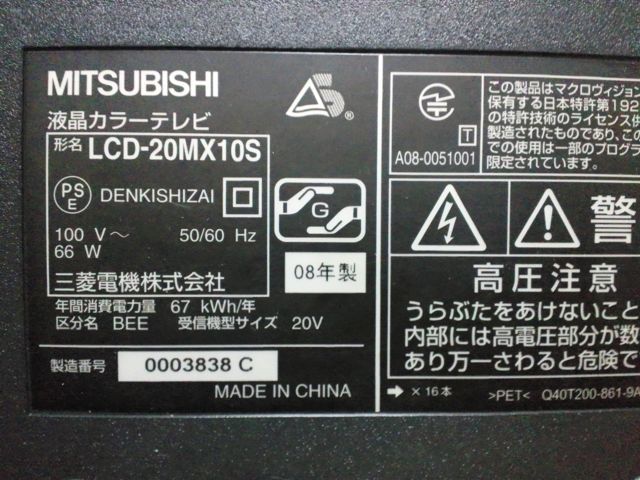 MITSUBISHI
液晶カラーテレビ
形名 LCD-20MX10S
PS
E
DENKISHIZAI
100 V～ 50/60 Hz
66 W
三菱電機株式会社
年間消費電力量 67 kWh/年
区分名 BEE 受信機型サイズ 20V
製造番号 0003838 C
MADE IN CHINA
S
®
G
08年製
T
A08-0051001
この製品はマクロヴィジョン
保有する日本特許第192
の特許技術のライセンス供
製造されたものであり、こ
での使用は一部のプログラ
限定されています。
警
高圧注意
うらぶたをあけないこと
内部には高電圧部分が数
あり万一さわると危険で
➔ × 16本 >PET< Q40T200-861-9A